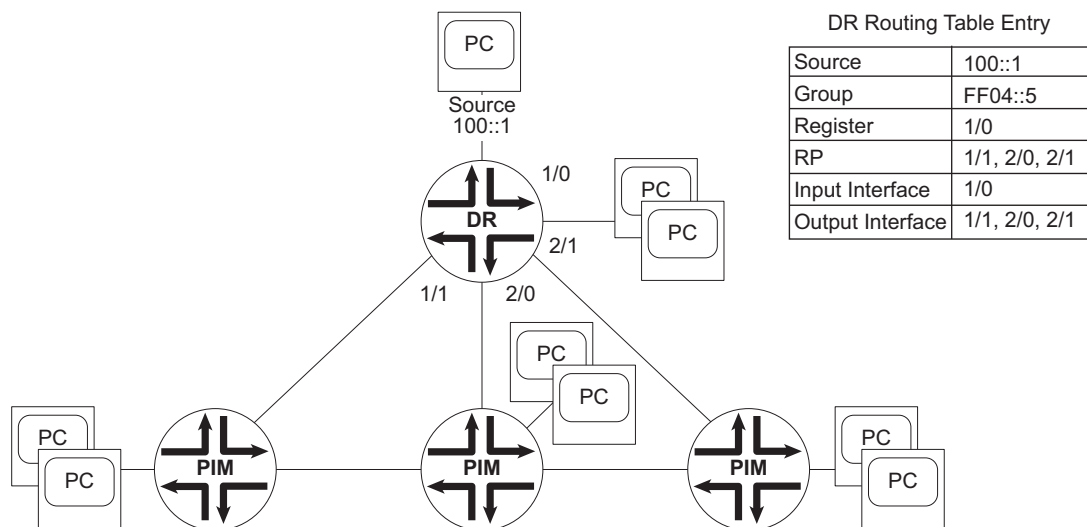 PC
Source
100::1
1/0
DR
PC
PC
2/1
1/1
2/0
PC
PC
PC
PC
PIM
PIM
PIM
PC
PC
DR Routing Table Entry
Source 100::1
Group FF04::5
Register 1/0
RP 1/1, 2/0, 2/1
Input Interface 1/0
Output Interface 1/1, 2/0, 2/1